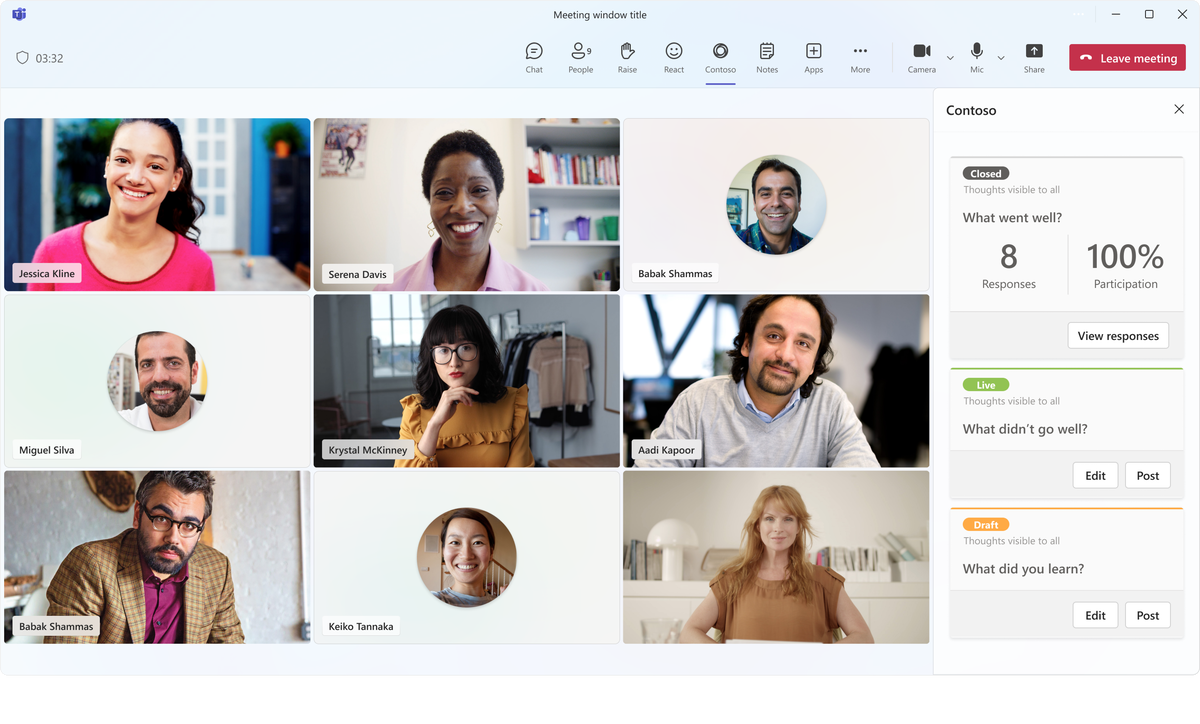 Meeting window title
03:32
Chat
People
9
Raise
React
Contoso
Notes
Apps
More
Camera
Mic
Share
Leave meeting
Jessica Kline
Serena Davis
Babak Shammas
Miguel Silva
Krystal McKinney
Aadi Kapoor
Babak Shammas
Keiko Tannaka
Contoso
Closed
Thoughts visible to all
What went well?
8
Responses
100%
Participation
View responses
Live
Thoughts visible to all
What didn’t go well?
Edit
Post
Draft
Thoughts visible to all
What did you learn?
Edit
Post